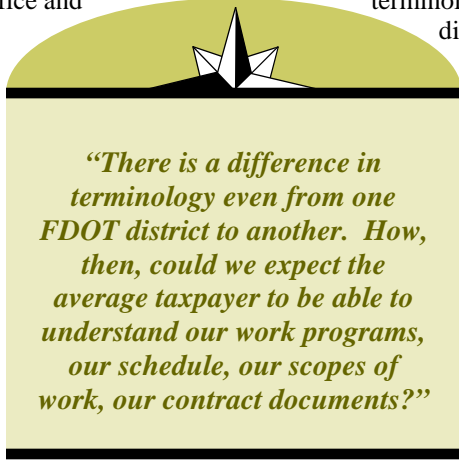 rice and
terminol
di
“There is a difference in
terminology even from one
FDOT district to another.  How,
then, could we expect the
average taxpayer to be able to
understand our work programs,
our schedule, our scopes of
work, our contract documents?”